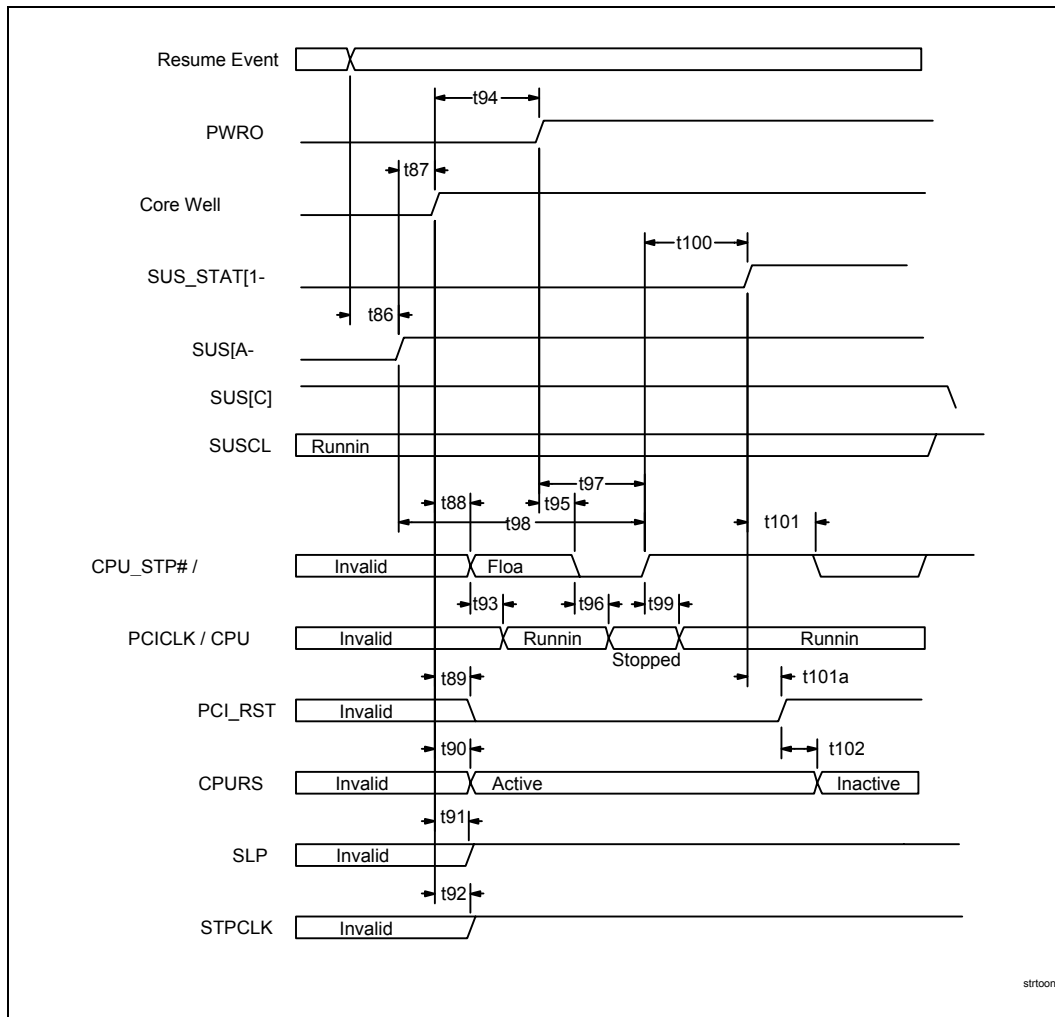 Resume Event
t94
PWRO
t87
Core Well
t100
SUS_STAT[1-
t86
SUS[A-
SUS[C]
SUSCL
Runnin
t97
t88
t95
t98
t101
CPU_STP# /
Invalid
Floa
t93
t96
t99
PCICLK / CPU
Invalid
Runnin
Stopped
Runnin
t89
t101a
PCI_RST
Invalid
t90
t102
CPURS
Invalid
Active
Inactive
t91
SLP
Invalid
t92
STPCLK
Invalid
strtoon